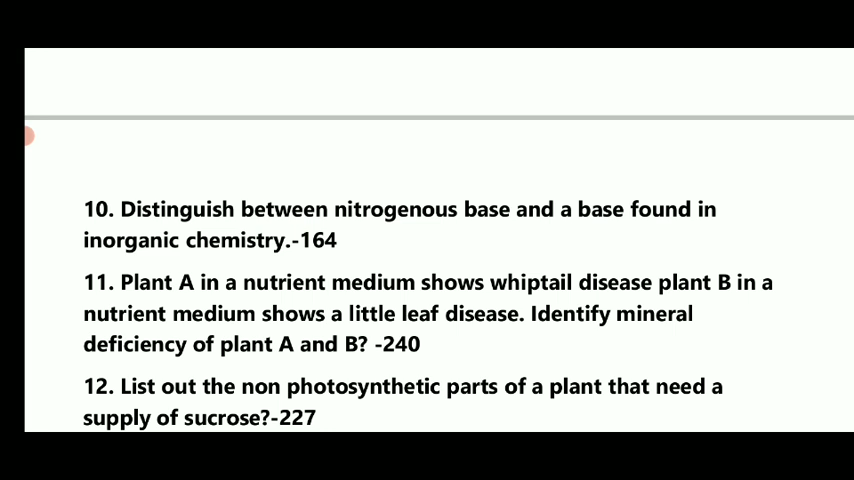 10. Distinguish between nitrogenous base and a base found in
inorganic chemistry.-164
11. Plant A in a nutrient medium shows whiptail disease plant B in a
nutrient medium shows a little leaf disease. Identify mineral
deficiency of plant A and B? -240
12. List out the non photosynthetic parts of a plant that need a
supply of sucrose?-227